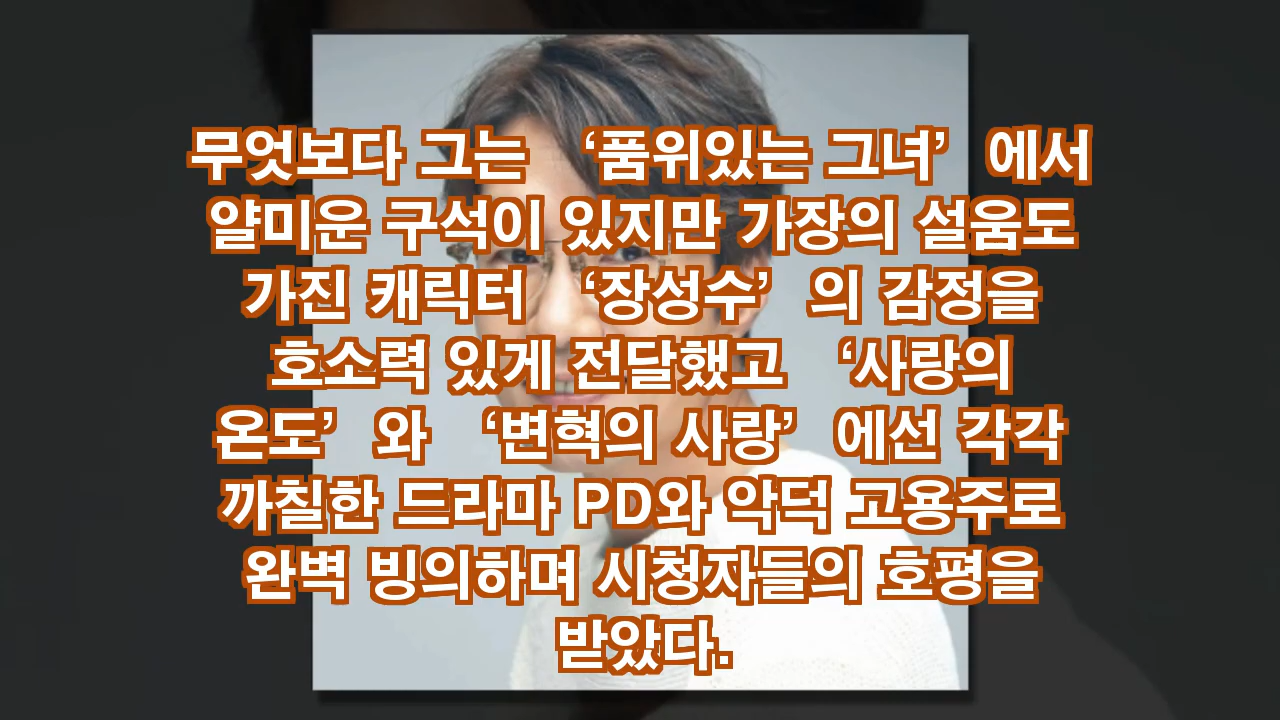 무엇보다 그는 ‘품위있는 그녀’ 에서
얄미운 구석이 있지만 가장의 설움도
가진 캐릭터 ‘장성수’ 의 감정을
호소력 있게 전달했고 ‘사랑의
온도’ 와 ‘변혁의 사랑’ 에선 각각
까칠한 드라마 PD와 악덕 고용주로
완벽 빙의하며 시청자들의 호평을
받았다.